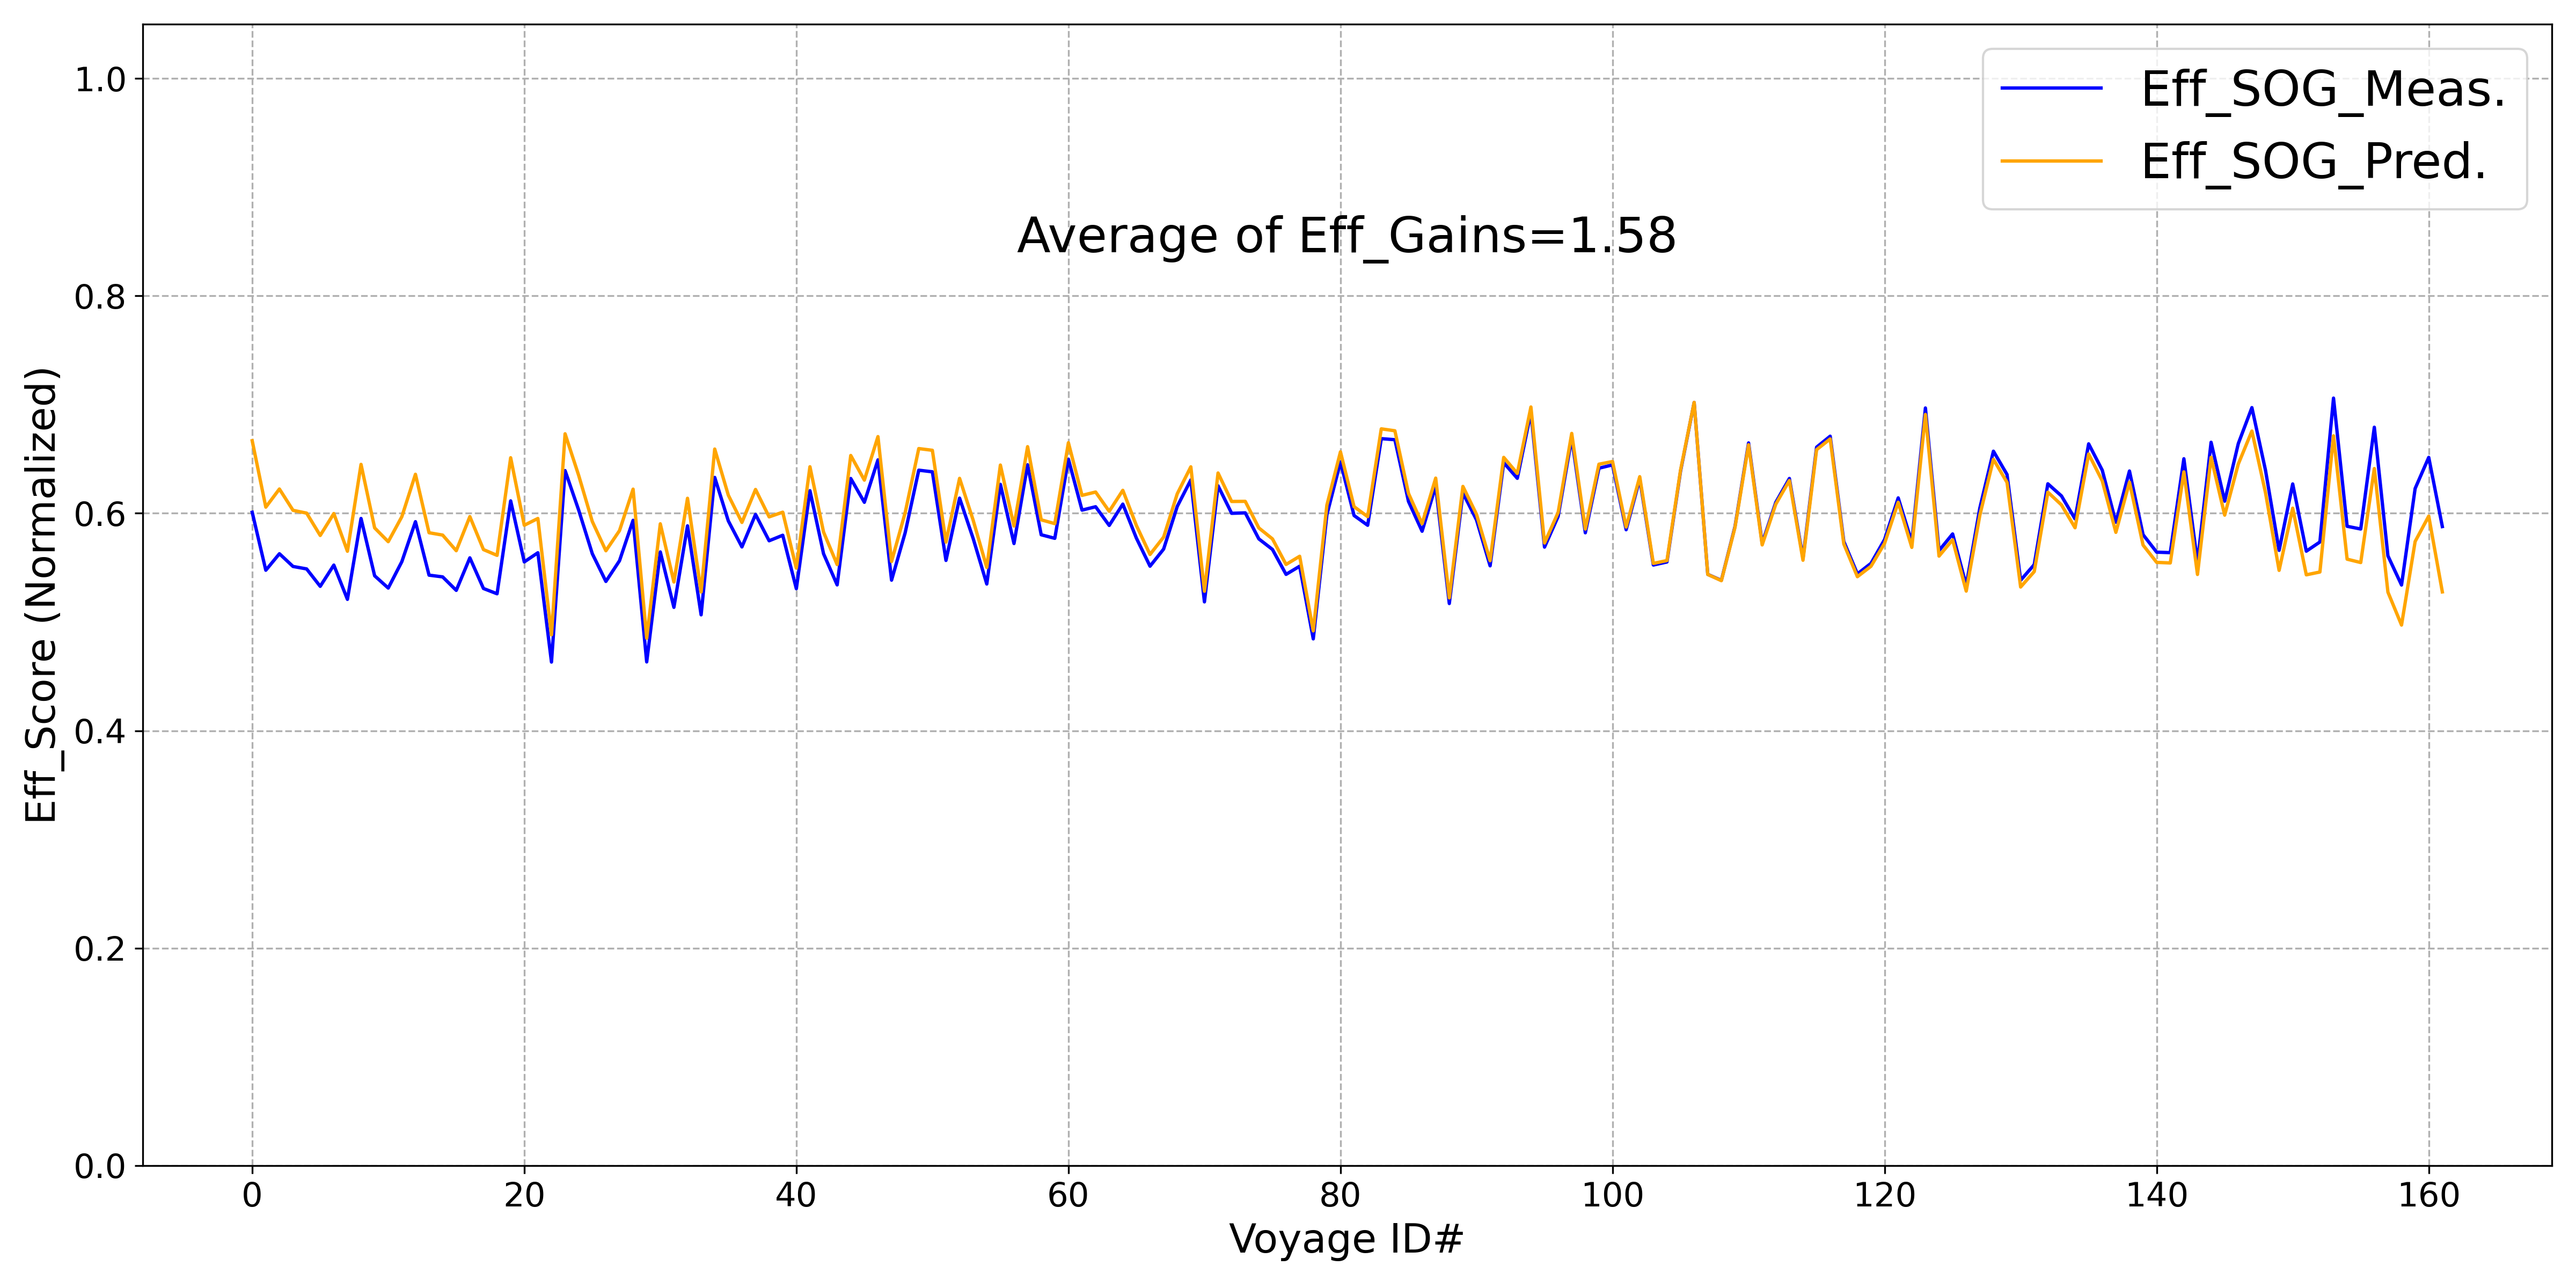 Eff_SOG_Meas.
Eff_SOG_Pred.
Average of Eff_Gains=1.58
Eff_Score (Normalized)
1.0
0.8
0.6
0.4
0.2
0.0
0 20 40 60 80 100 120 140 160
Voyage ID#